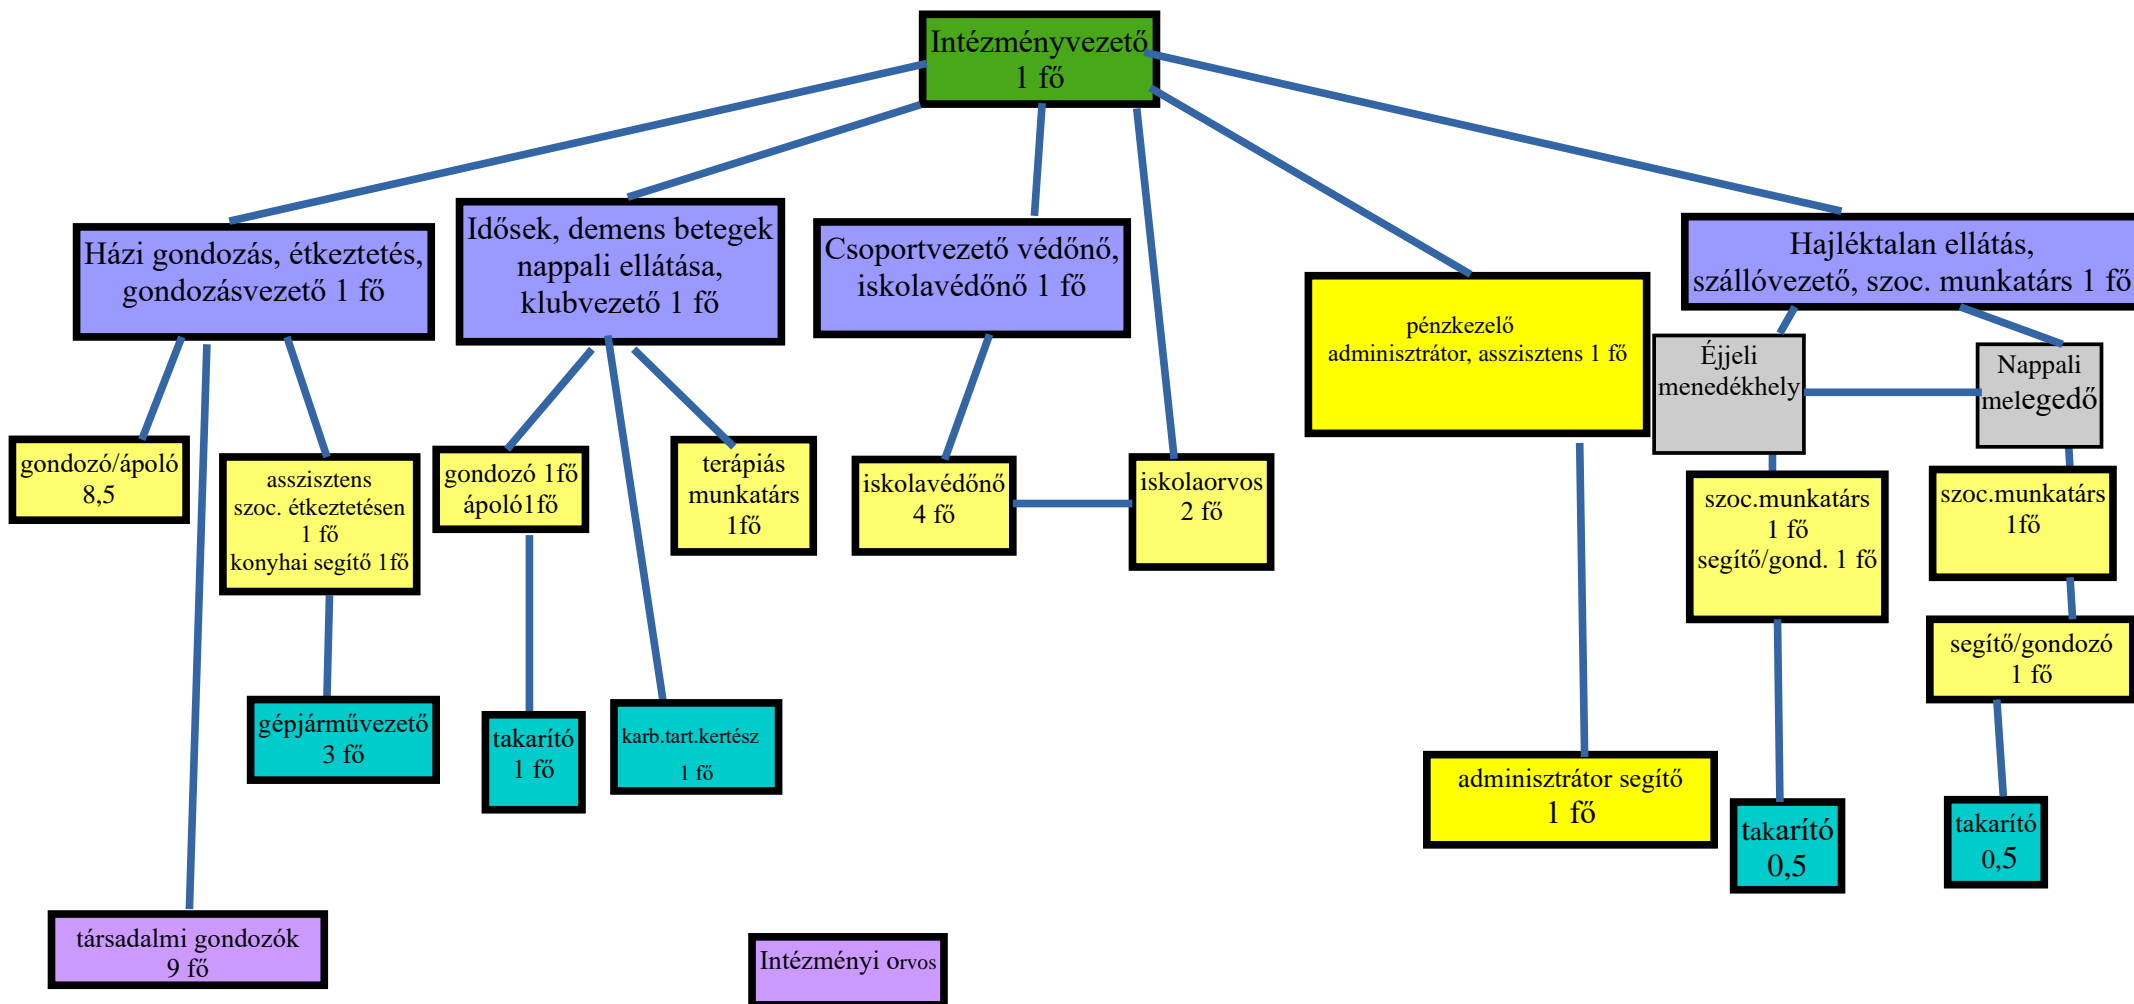 Intézményvezető
1 fő
Házi gondozás, étkeztetés,
gondozásvezető 1 fő
Idősek, demens betegek
nappali ellátása,
klubvezető 1 fő
Csoportvezető védőnő,
iskolavédőnő 1 fő
pénzkezelő
adminisztrátor, asszisztens 1 fő
Hajléktalan ellátás,
szállóvezető, szoc. munkatárs 1 fő
Éjjeli
menedékhely
Nappali
melegedő
gondozó/ápoló
8,5
asszisztens
szoc. étkeztetésen
1 fő
konyhai segítő 1fő
gondozó 1fő
ápoló1fő
terápiás
munkatárs
1fő
iskolavédőnő
4 fő
iskolaorvos
2 fő
szoc.munkatárs
1 fő
segítő/gond. 1 fő
szoc.munkatárs
1fő
segítő/gondozó
1 fő
gépjárművezető
3 fő
takarító
1 fő
karb.tart.kertész
1 fő
adminisztrátor segítő
1 fő
takarító
0,5
takarító
0,5
társadalmi gondozók
9 fő
Intézményi orvos